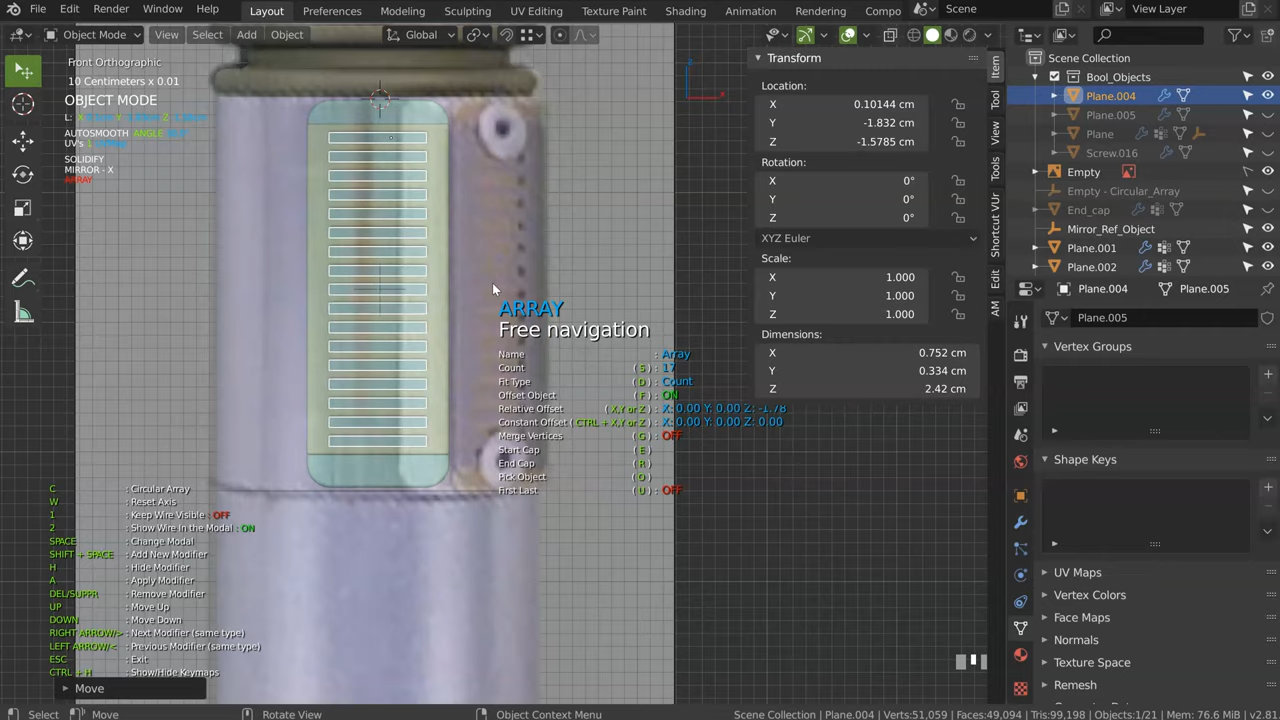 File Edit Render Window Help Layout Preferences Modeling Sculpting UV Editing Texture Paint Shading Animation Rendering Compo Scene View Layer
Object Mode View Select Add Object Global
Front Orthographic
10 Centimeters x 0.01
OBJECT MODE
AUTOSMOOTH ANGLE
UV's 1
SOLIDIFY
MIRROR - X
ARRAY
ARRAY
Free navigation
Name : Array
Count ( S ) : 17
Fit Type ( D ) : Count
Offset Object ( F ) : ON
Relative Offset ( X,Y or Z ) : X: 0.00 Y: 0.00 Z: -1.78
Constant Offset ( CTRL + X,Y or Z ) : X: 0.00 Y: 0.00 Z: 0.00
Merge Vertices ( G ) : OFF
Start Cap ( E )
End Cap ( R )
Pick Object ( O )
First Last ( U ) : OFF
C : Circular Array
W : Reset Axis
1 : Keep Wire Visible : OFF
2 : Show Wire In the Modal : ON
SPACE : Change Modal
SHIFT + SPACE : Add New Modifier
H : Hide Modifier
A : Apply Modifier
DEL/SUPPR : Remove Modifier
UP : Move Up
DOWN : Move Down
RIGHT ARROW/> : Next Modifier (same type)
LEFT ARROW/< : Previous Modifier (same type)
ESC : Exit
CTRL + H : Show/Hide Keymaps
Move
Transform
Location:
X 0.10144 cm
Y -1.832 cm
Z -1.5785 cm
Rotation:
X 0°
Y 0°
Z 0°
XYZ Euler
Scale:
X 1.000
Y 1.000
Z 1.000
Dimensions:
X 0.752 cm
Y 0.334 cm
Z 2.42 cm
Item
Tool
View
Tools
Shortcut VUr
Edit
AM
Scene Collection
Bool_Objects
Plane.004
Plane.005
Plane
Screw.016
Empty
Empty - Circular_Array
End_cap
Mirror_Ref_Object
Plane.001
Plane.002
Plane.004 Plane.005
Plane.005
Vertex Groups
Shape Keys
UV Maps
Vertex Colors
Face Maps
Normals
Texture Space
Remesh
Select Move Rotate View Object Context Menu Scene Collection | Plane.004 | Verts:51,059 | Faces:49,094 | Tris:99,198 | Objects:1/21 | Mem: 76.6 MiB | v2.81